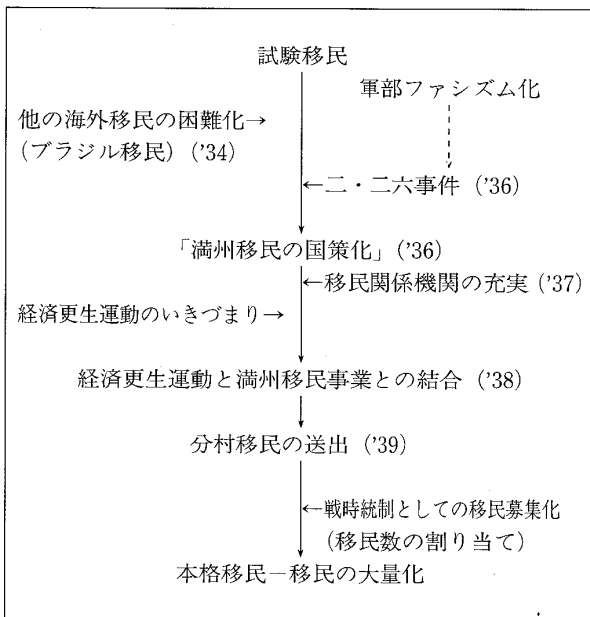 試験移民
軍部ファシズム化
他の海外移民の困難化→
(ブラジル移民) ('34)
←二・二六事件 ('36)
「満州移民の国策化」('36)
←移民関係機関の充実 ('37)
経済更生運動のいきづまり→
経済更生運動と満州移民事業との結合 ('38)
分村移民の送出 ('39)
←戦時統制としての移民募集化
(移民数の割り当て)
本格移民－移民の大量化